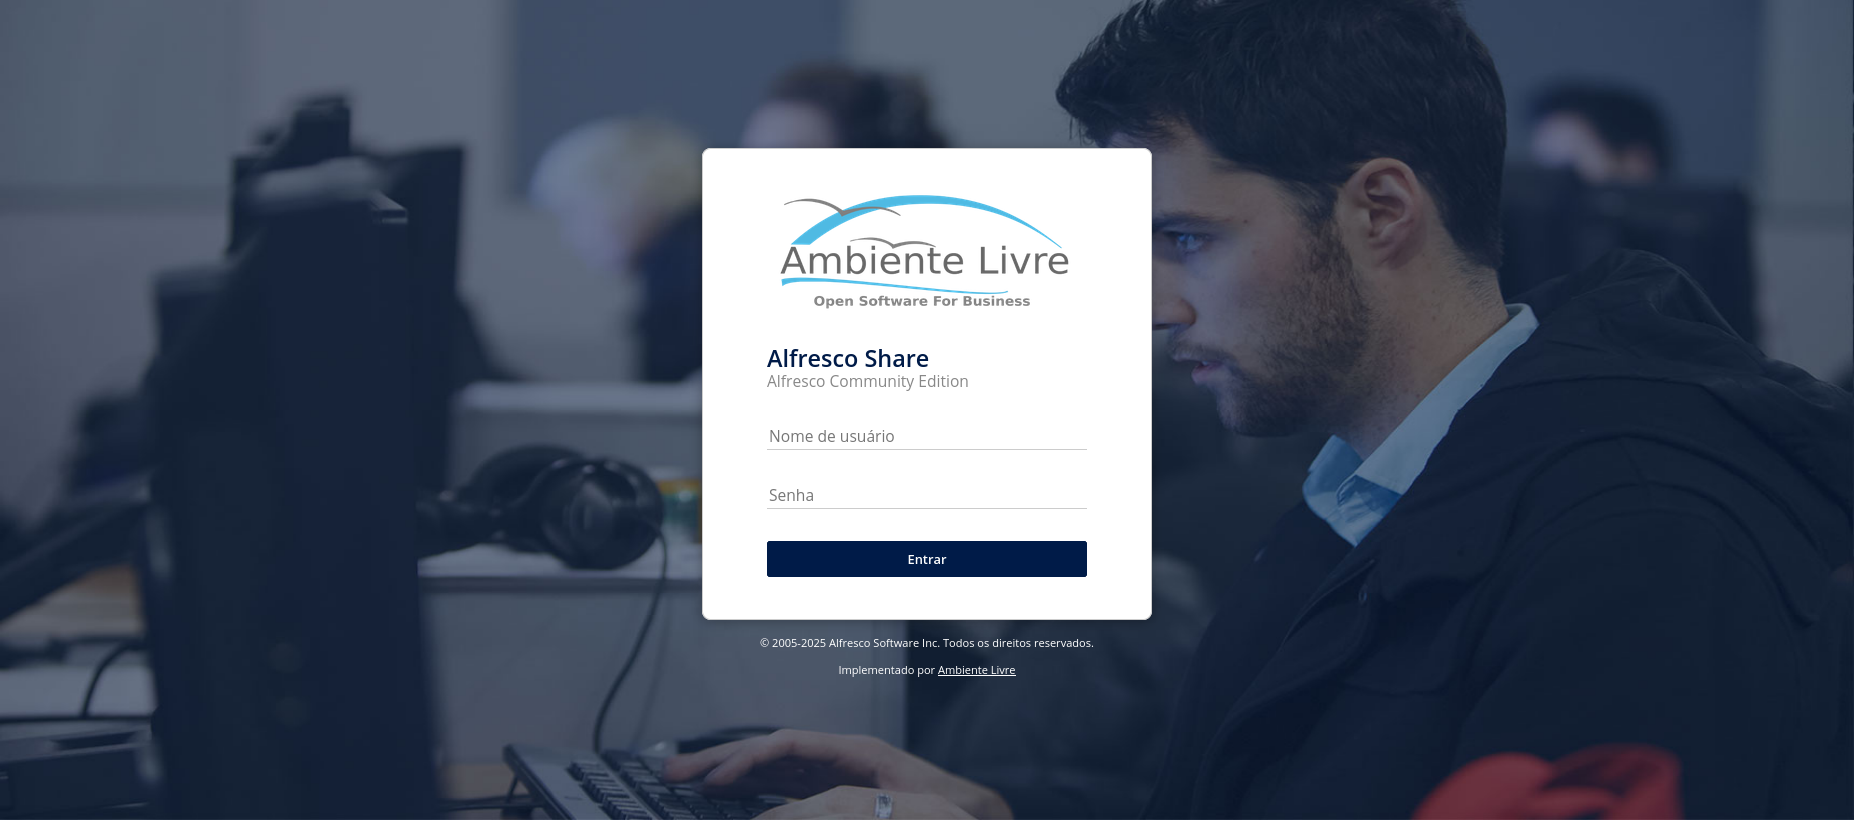 Ambiente Livre
Open Software For Business
Alfresco Share
Alfresco Community Edition
Nome de usuário
Senha
Entrar
© 2005-2025 Alfresco Software Inc. Todos os direitos reservados.
Implementado por Ambiente Livre